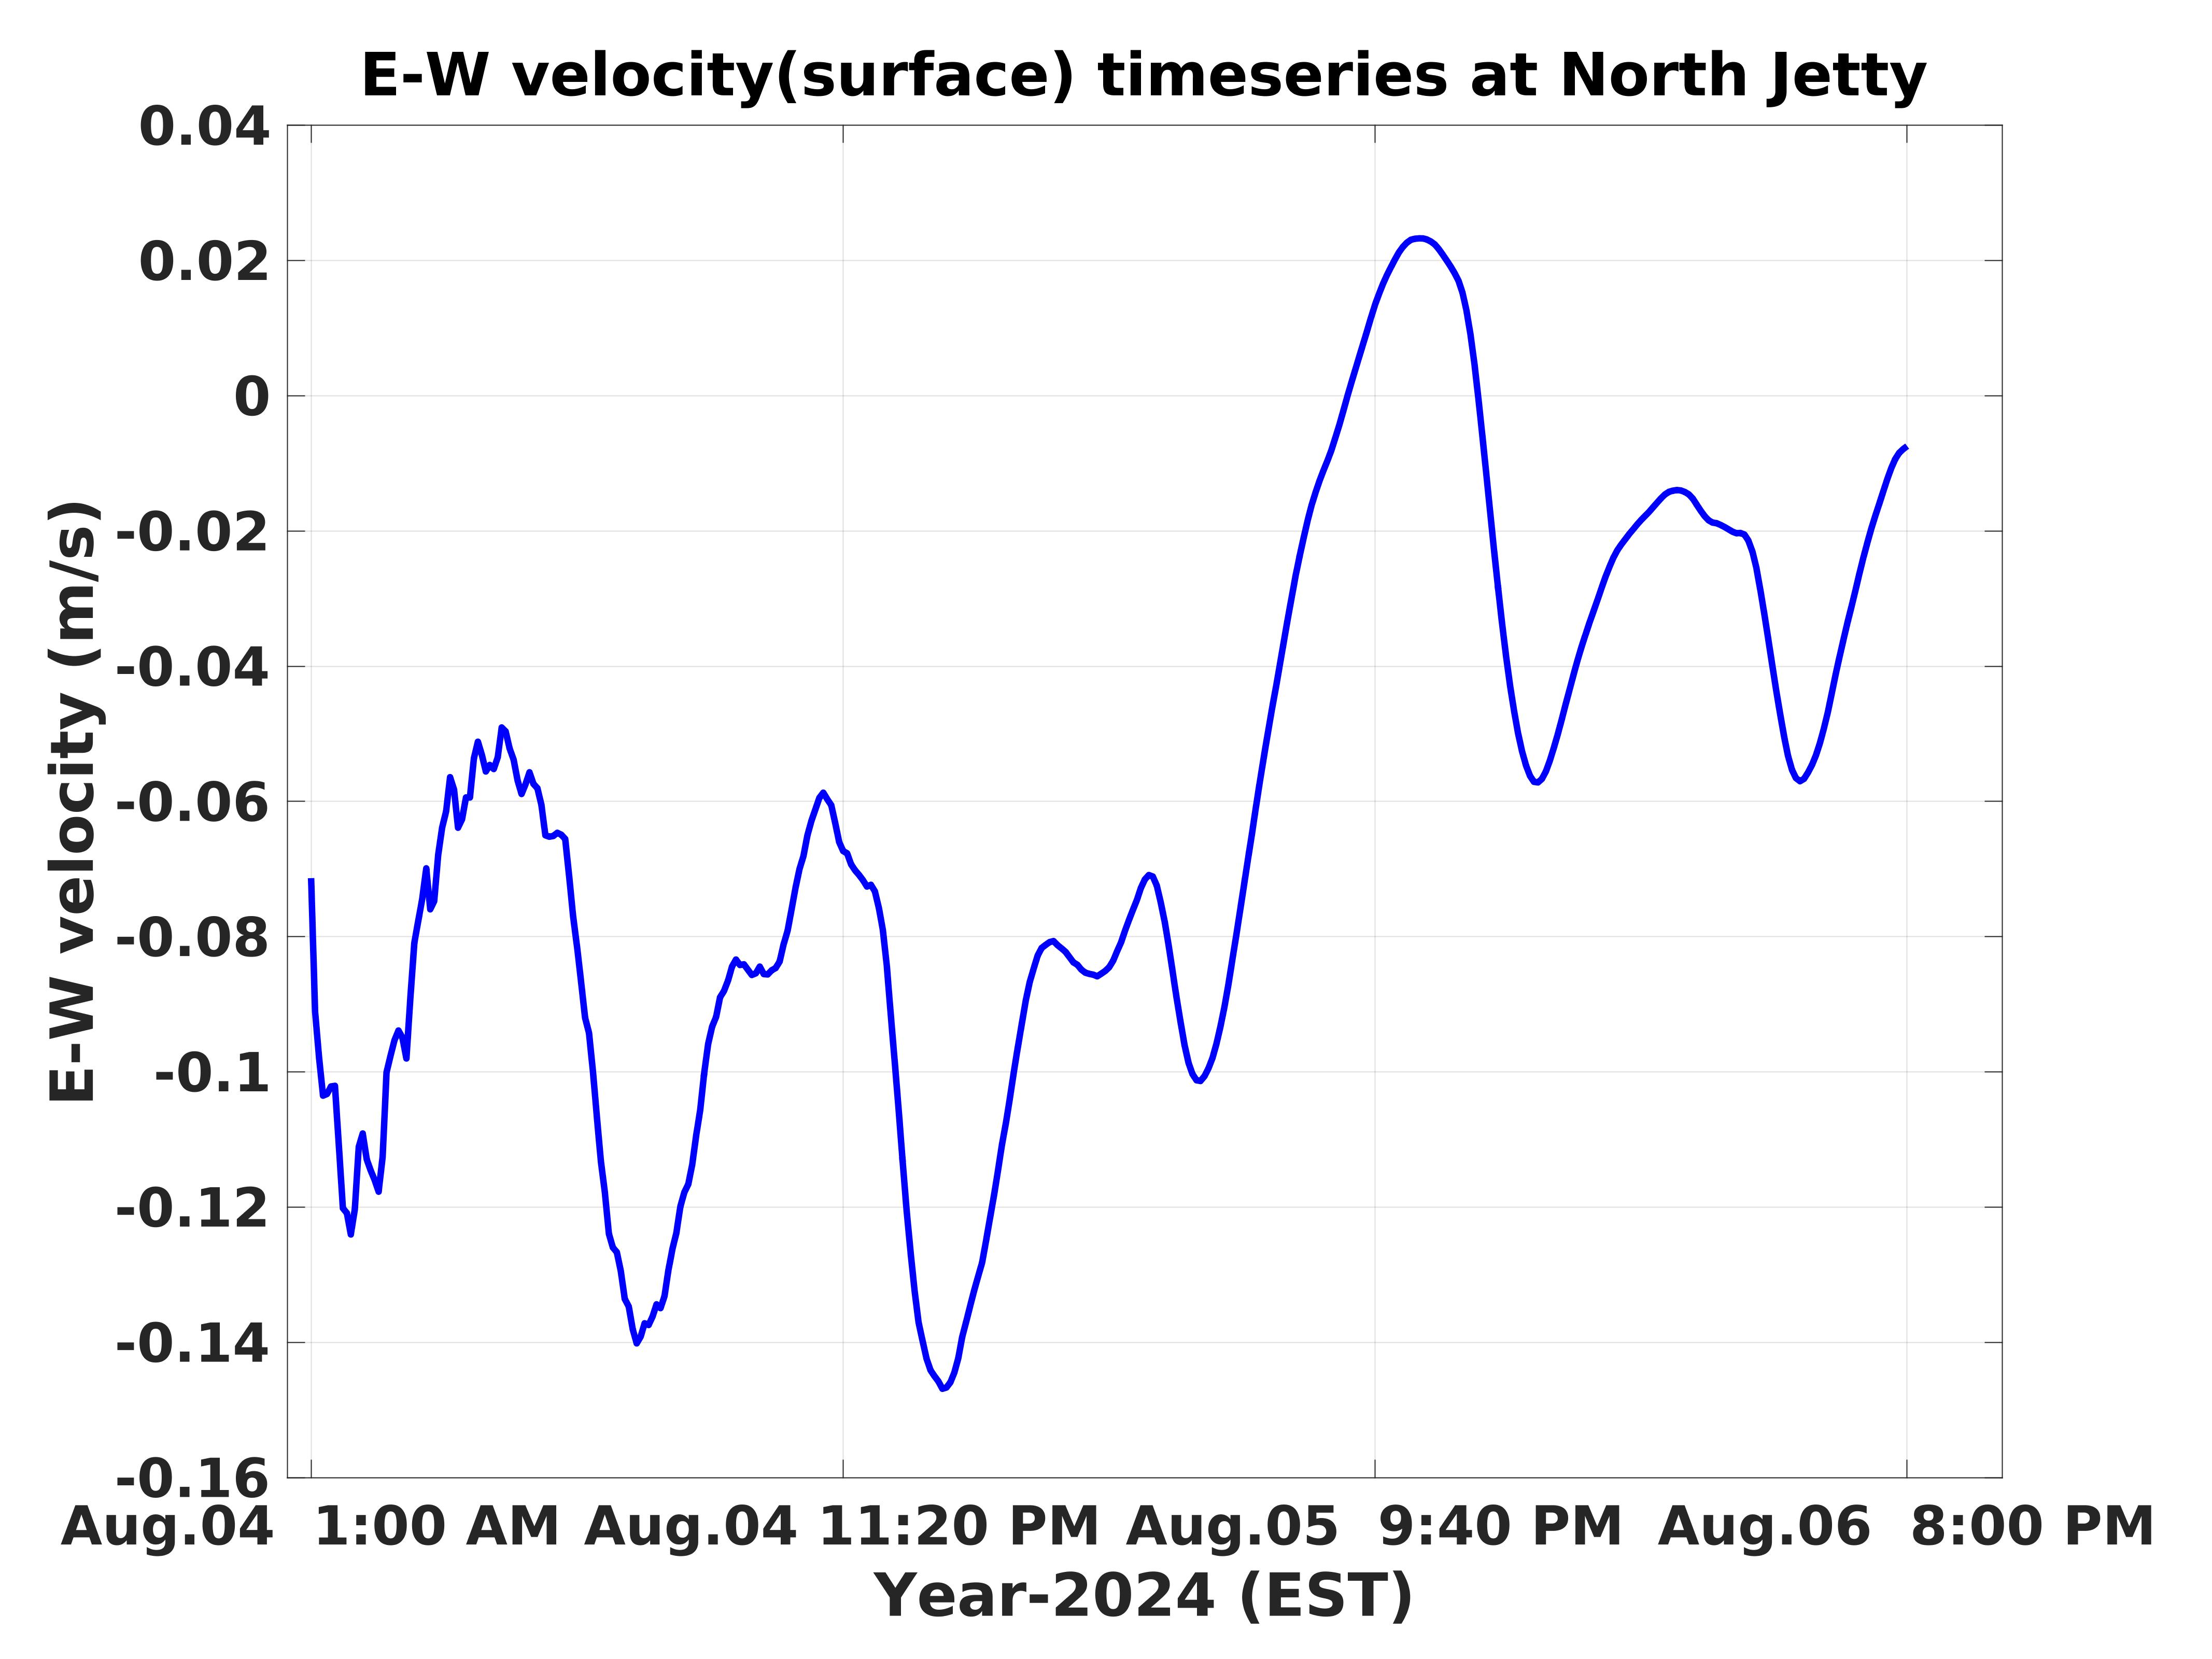 E-W velocity(surface) timeseries at North Jetty
0.04
0.02
0
-0.02
-0.04
-0.06
-0.08
-0.1
-0.12
-0.14
-0.16
E-W velocity (m/s)
Aug.04 1:00 AM Aug.04 11:20 PM Aug.05 9:40 PM Aug.06 8:00 PM
Year-2024 (EST)